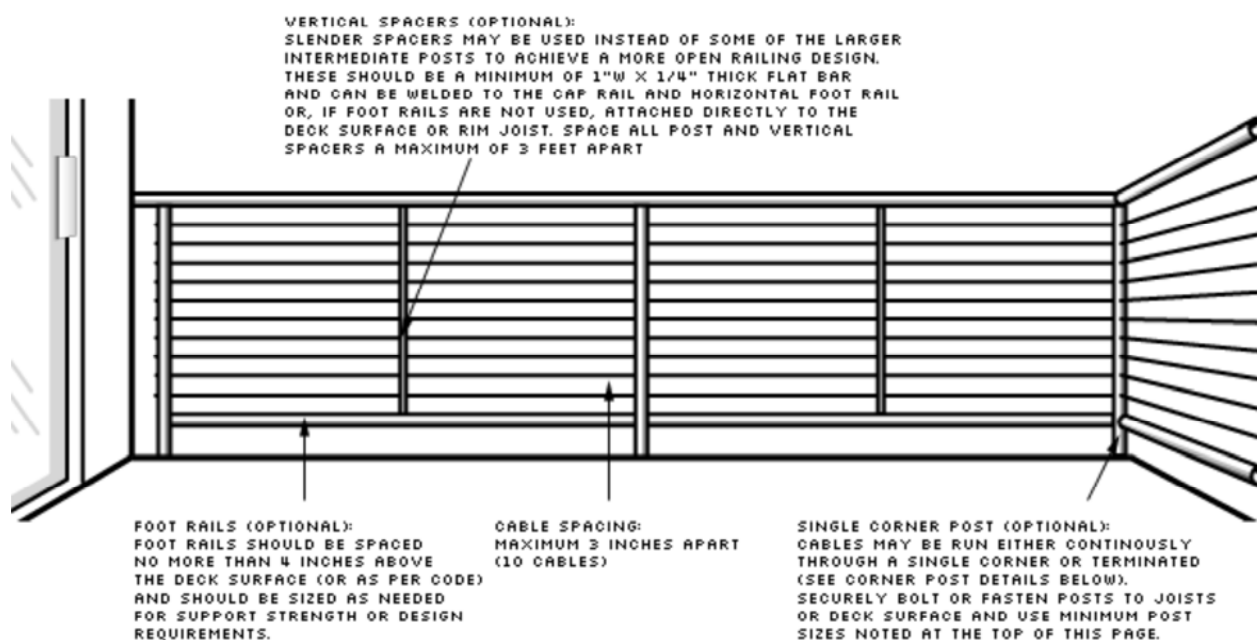 VERTICAL SPACERS (OPTIONAL):
SLENDER SPACERS MAY BE USED INSTEAD OF SOME OF THE LARGER
INTERMEDIATE POSTS TO ACHIEVE A MORE OPEN RAILING DESIGN.
THESE SHOULD BE A MINIMUM OF 1"W X 1/4" THICK FLAT BAR
AND CAN BE WELDED TO THE CAP RAIL AND HORIZONTAL FOOT RAIL
OR, IF FOOT RAILS ARE NOT USED, ATTACHED DIRECTLY TO THE
DECK SURFACE OR RIM JOIST. SPACE ALL POST AND VERTICAL
SPACERS A MAXIMUM OF 3 FEET APART
FOOT RAILS (OPTIONAL):
FOOT RAILS SHOULD BE SPACED
NO MORE THAN 4 INCHES ABOVE
THE DECK SURFACE (OR AS PER CODE)
AND SHOULD BE SIZED AS NEEDED
FOR SUPPORT STRENGTH OR DESIGN
REQUIREMENTS.
CABLE SPACING:
MAXIMUM 3 INCHES APART
(10 CABLES)
SINGLE CORNER POST (OPTIONAL):
CABLES MAY BE RUN EITHER CONTINOUSLY
THROUGH A SINGLE CORNER OR TERMINATED
(SEE CORNER POST DETAILS BELOW).
SECURELY BOLT OR FASTEN POSTS TO JOISTS
OR DECK SURFACE AND USE MINIMUM POST
SIZES NOTED AT THE TOP OF THIS PAGE.